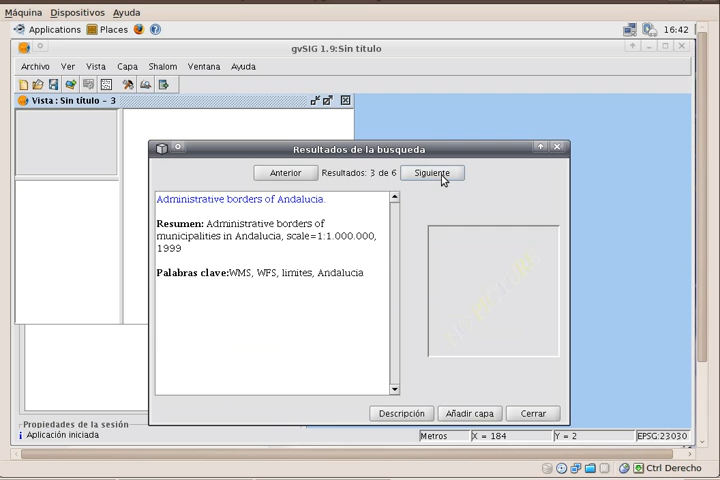 Máquina Dispositivos Ayuda
Applications Places 16:42
gvSIG 1.9:Sin título
Archivo Ver Vista Capa Shalom Ventana Ayuda
Vista : Sin título - 3
Resultados de la busqueda
Anterior Resultados: 3 de 6 Siguiente
Administrative borders of Andalucia.
Resumen: Administrative borders of
municipalities in Andalucia, scale=1:1.000.000,
1999
Palabras clave:WMS, WFS, limites, Andalucia
NO PICTURE
Descripción Añadir capa Cerrar
Propiedades de la sesión
Aplicación iniciada Metros X = 184 Y = 2 EPSG:23030
Ctrl Derecho